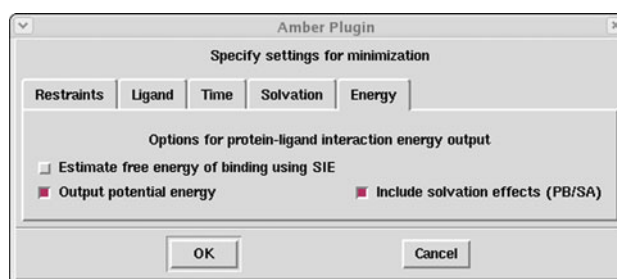 Amber Plugin
Specify settings for minimization
Restraints Ligand Time Solvation Energy
Options for protein-ligand interaction energy output
Estimate free energy of binding using SIE
Output potential energy Include solvation effects (PB/SA)
OK Cancel